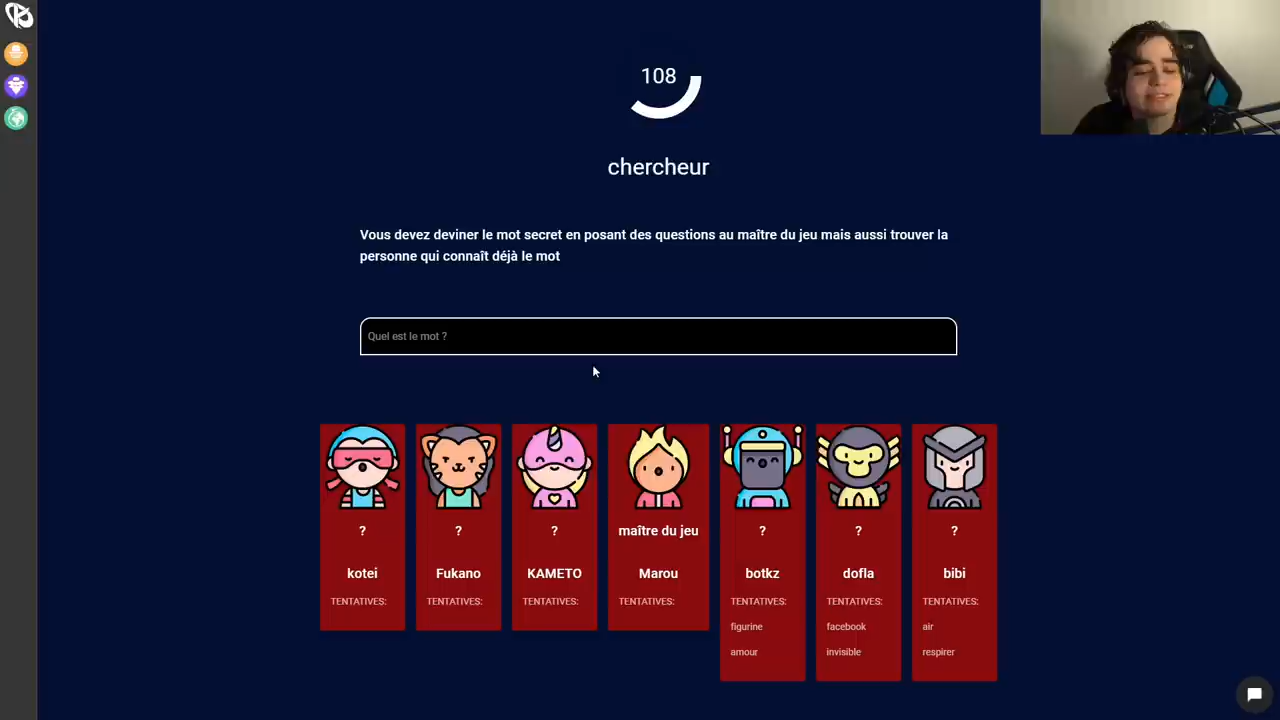 108
chercheur
Vous devez deviner le mot secret en posant des questions au maître du jeu mais aussi trouver la
personne qui connaît déjà le mot
Quel est le mot ?
? ? ? maître du jeu ? ? ?
kotei Fukano KAMETO Marou botkz dofla bibi
TENTATIVES: TENTATIVES: TENTATIVES: TENTATIVES: TENTATIVES: TENTATIVES: TENTATIVES:
figurine facebook air
amour invisible respirer